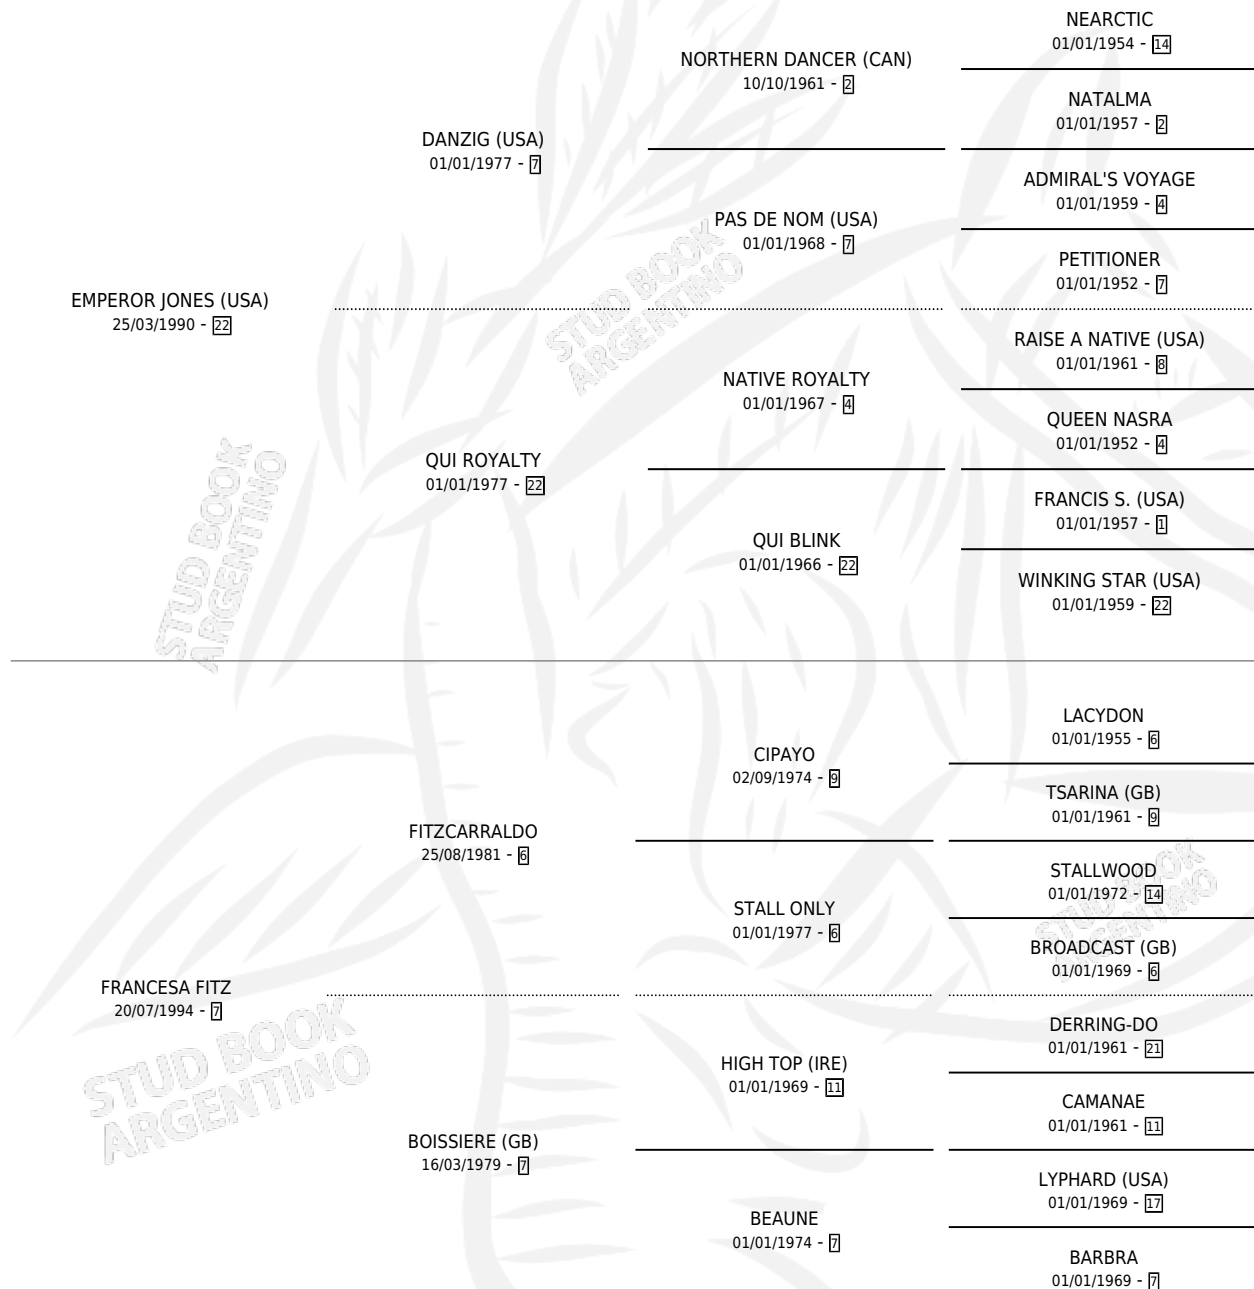 NEARCTIC
01/01/1954 - 14
NORTHERN DANCER (CAN)
10/10/1961 - 2
NATALMA
01/01/1957 - 2
DANZIG (USA)
01/01/1977 - 7
ADMIRAL'S VOYAGE
01/01/1959 - 4
PAS DE NOM (USA)
01/01/1968 - 7
PETITIONER
01/01/1952 - 7
EMPEROR JONES (USA)
25/03/1990 - 22
STUD BOOK
ARGENTINO
RAISE A NATIVE (USA)
01/01/1961 - 8
NATIVE ROYALTY
01/01/1967 - 4
QUEEN NASRA
01/01/1952 - 4
QUI ROYALTY
01/01/1977 - 22
FRANCIS S. (USA)
01/01/1957 - 1
QUI BLINK
01/01/1966 - 22
WINKING STAR (USA)
01/01/1959 - 22
STUD BOOK
ARGENTINO
LACYDON
01/01/1955 - 6
CIPAYO
02/09/1974 - 9
TSARINA (GB)
01/01/1961 - 9
FITZCARRALDO
25/08/1981 - 6
STALLWOOD
01/01/1972 - 14
STALL ONLY
01/01/1977 - 6
STUD BOOK
ARGENTINO
BROADCAST (GB)
01/01/1969 - 6
FRANCESA FITZ
20/07/1994 - 7
STUD BOOK
ARGENTINO
DERRING-DO
01/01/1961 - 21
HIGH TOP (IRE)
01/01/1969 - 11
CAMANAE
01/01/1961 - 11
BOISSIERE (GB)
16/03/1979 - 7
LYPHARD (USA)
01/01/1969 - 17
BEAUNE
01/01/1974 - 7
BARBRA
01/01/1969 - 7